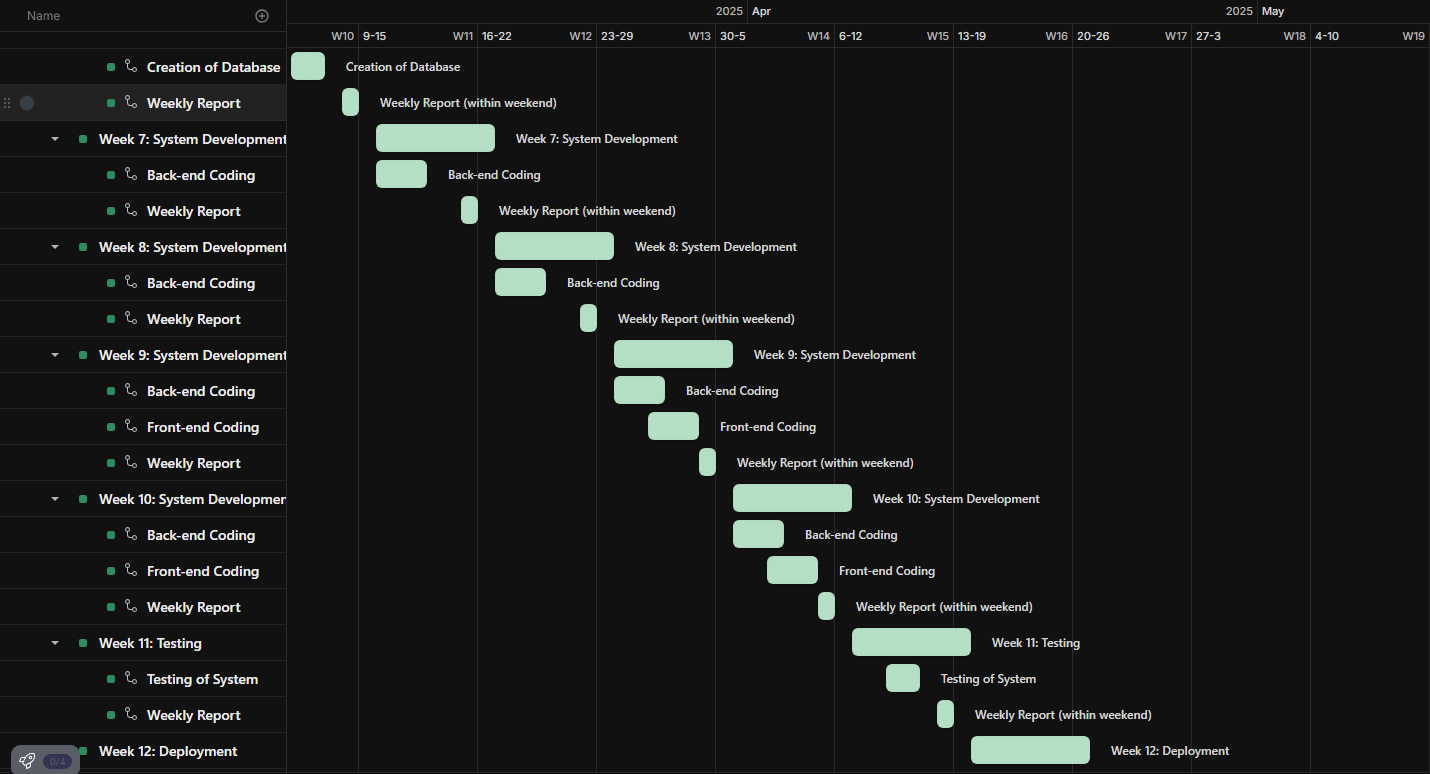 Name
2025 Apr 2025 May
W10 9-15 W11 16-22 W12 23-29 W13 30-5 W14 6-12 W15 13-19 W16 20-26 W17 27-3 W18 4-10 W19
Creation of Database Creation of Database
Weekly Report Weekly Report (within weekend)
Week 7: System Development Week 7: System Development
Back-end Coding Back-end Coding
Weekly Report Weekly Report (within weekend)
Week 8: System Development Week 8: System Development
Back-end Coding Back-end Coding
Weekly Report Weekly Report (within weekend)
Week 9: System Development Week 9: System Development
Back-end Coding Back-end Coding
Front-end Coding Front-end Coding
Weekly Report Weekly Report (within weekend)
Week 10: System Developmen Week 10: System Development
Back-end Coding Back-end Coding
Front-end Coding Front-end Coding
Weekly Report Weekly Report (within weekend)
Week 11: Testing Week 11: Testing
Testing of System Testing of System
Weekly Report Weekly Report (within weekend)
Week 12: Deployment Week 12: Deployment
0/4